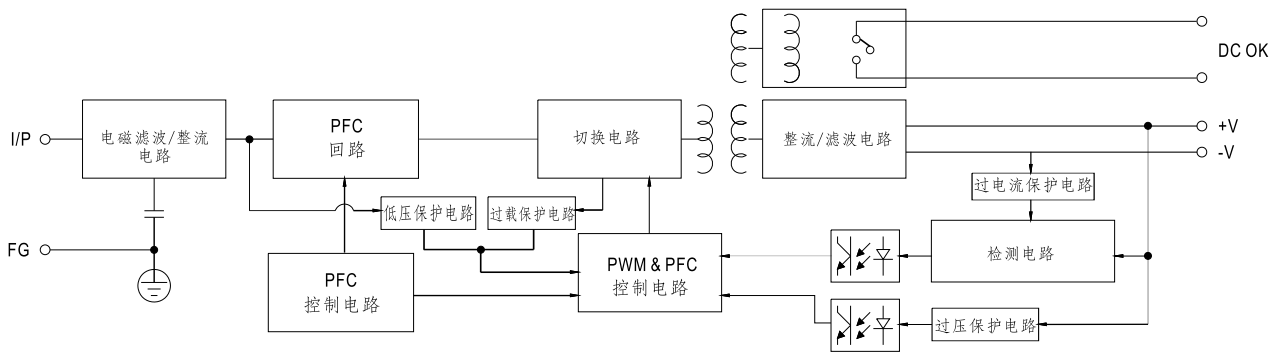 DC OK
I/P
电磁滤波/整流
电路
PFC
回路
切换电路
整流/滤波电路
+V
-V
过电流保护电路
低压保护电路
过载保护电路
FG
PFC
控制电路
PWM & PFC
控制电路
检测电路
过压保护电路